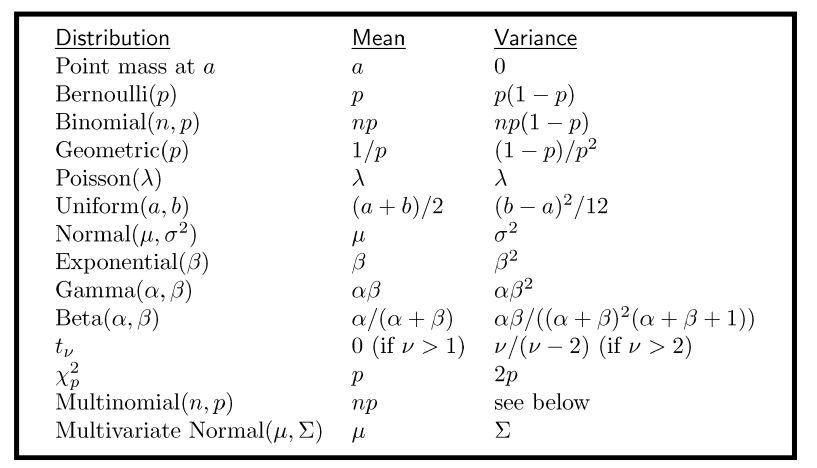 Distribution Mean Variance
Point mass at a a 0
Bernoulli(p) p p(1 − p)
Binomial(n, p) np np(1 − p)
Geometric(p) 1/p (1 − p)/p²
Poisson(λ) λ λ
Uniform(a, b) (a + b)/2 (b − a)²/12
Normal(μ, σ²) μ σ²
Exponential(β) β β²
Gamma(α, β) αβ αβ²
Beta(α, β) α/(α + β) αβ/((α + β)²(α + β + 1))
t_ν 0 (if ν > 1) ν/(ν − 2) (if ν > 2)
χ²_p p 2p
Multinomial(n, p) np see below
Multivariate Normal(μ, Σ) μ Σ